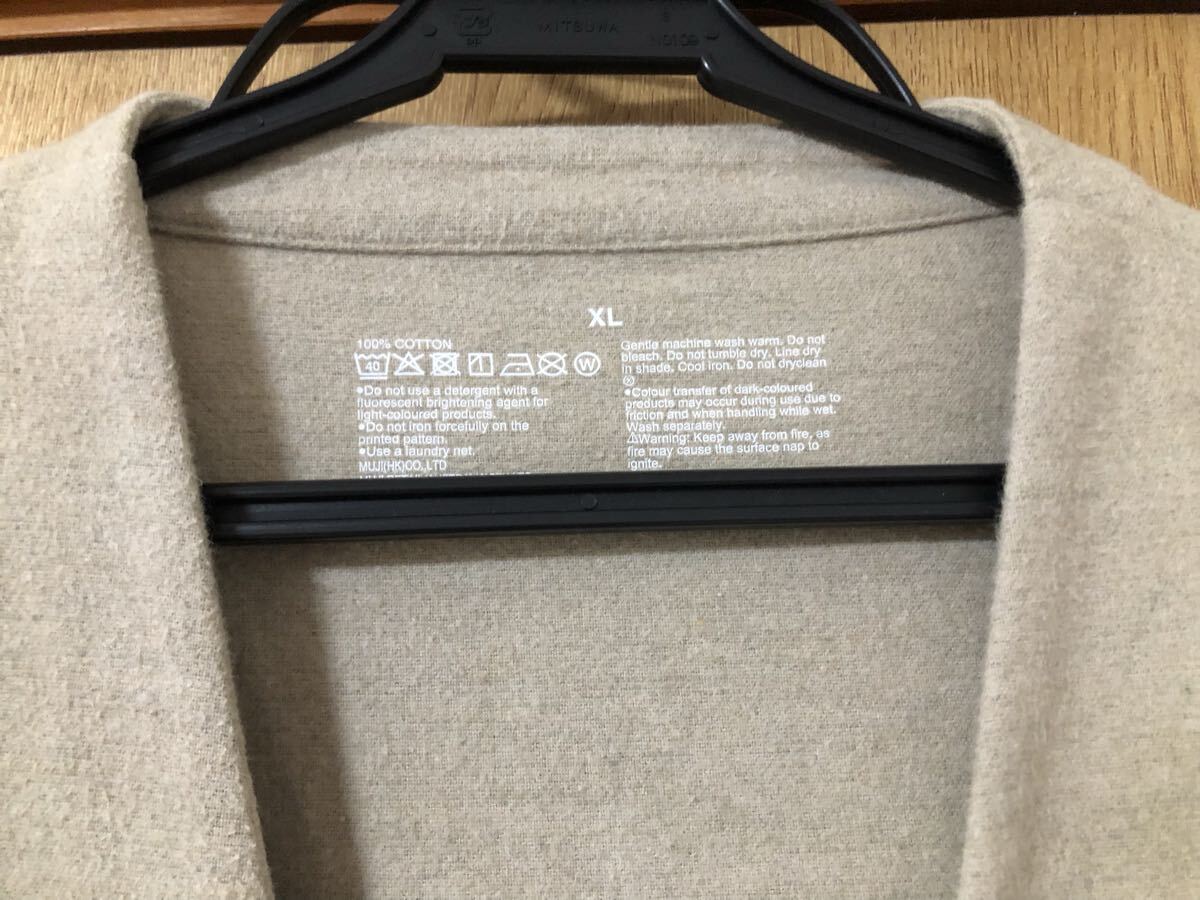 MITSUWA
XL
100% COTTON
40
W
•Do not use a detergent with a
fluorescent brightening agent for
light-coloured products.
•Do not iron forcefully on the
printed pattern.
•Use a laundry net.
MUJI(HK)CO.,LTD
Gentle machine wash warm. Do not
bleach. Do not tumble dry. Line dry
in shade. Cool iron. Do not dryclean
•Colour transfer of dark-coloured
products may occur during use due to
friction and when handling while wet.
Wash separately.
⚠Warning: Keep away from fire, as
fire may cause the surface nap to
ignite.